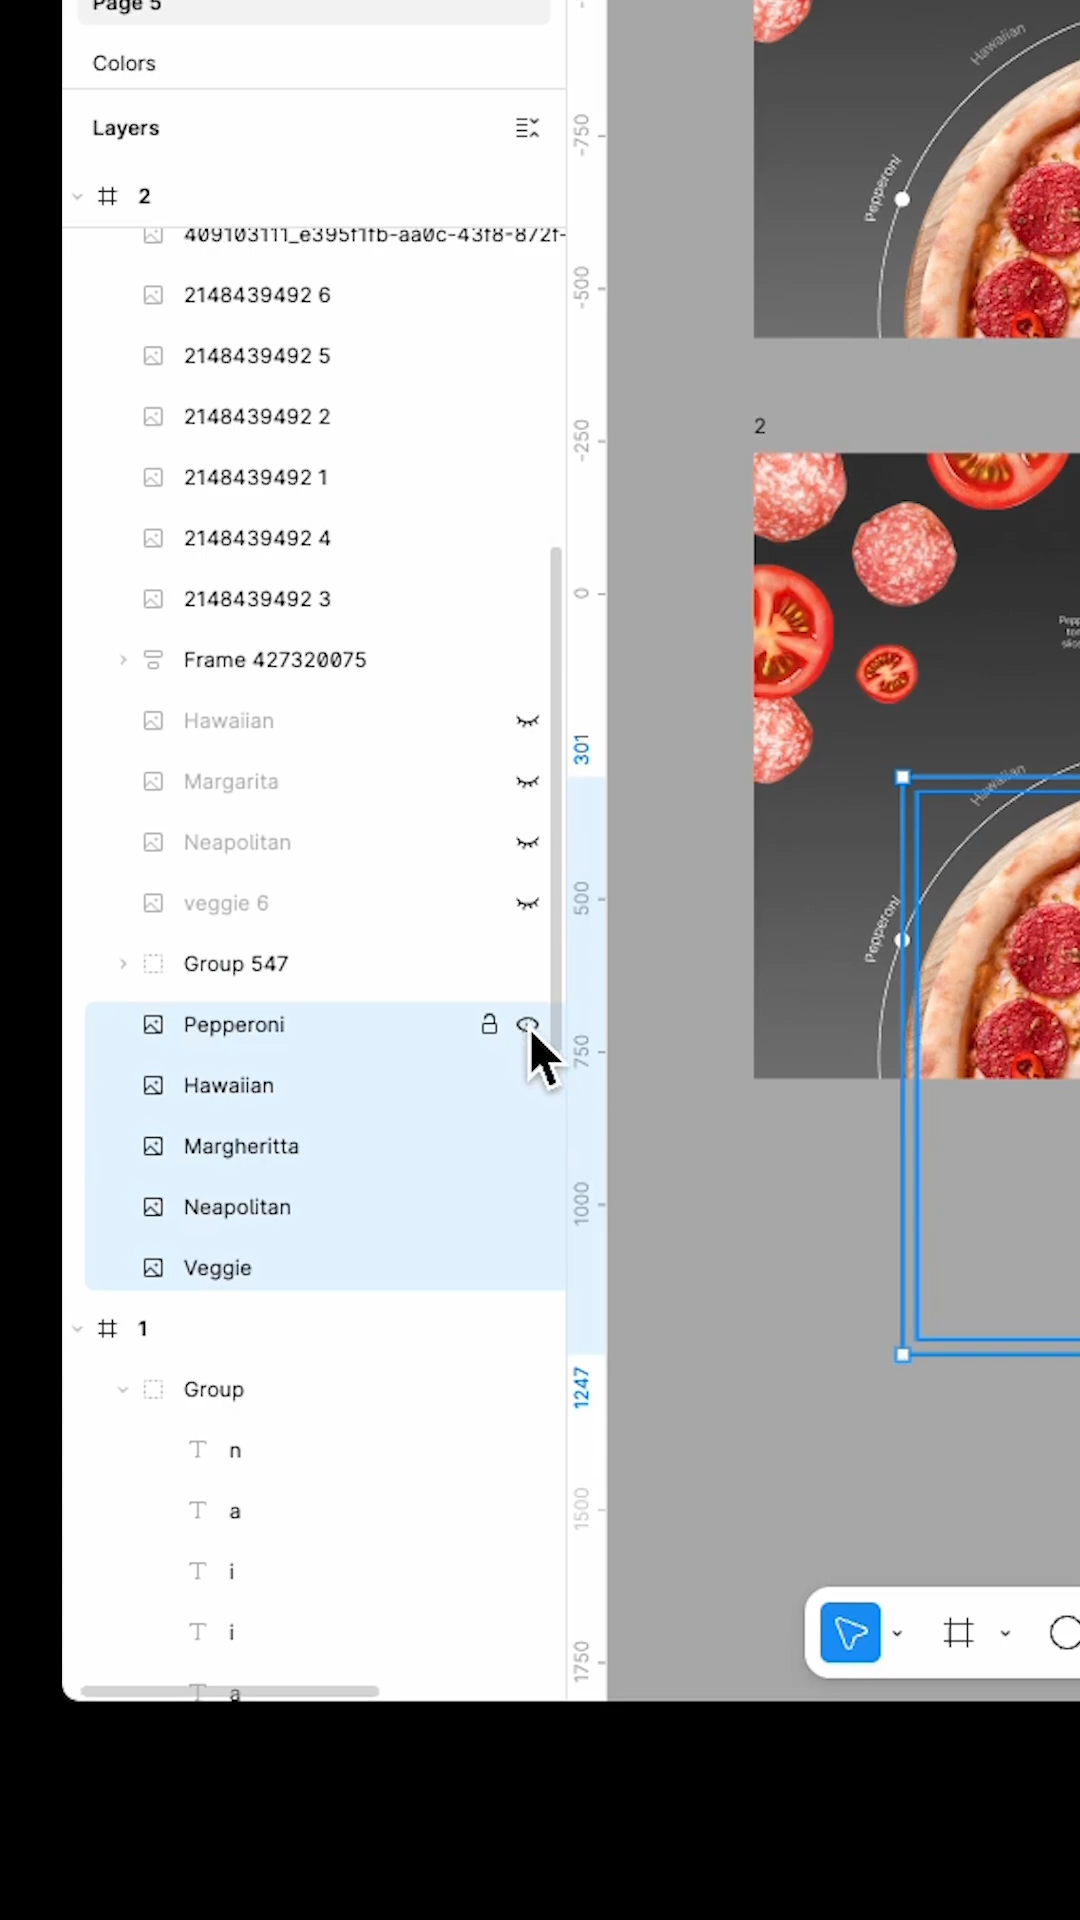 Page 5
Colors
Layers
2
409103111_e395f1fb-aa0c-43f8-872f-
2148439492 6
2148439492 5
2148439492 2
2148439492 1
2148439492 4
2148439492 3
Frame 427320075
Hawaiian
Margarita
Neapolitan
veggie 6
Group 547
Pepperoni
Hawaiian
Margheritta
Neapolitan
Veggie
1
Group
n
a
i
i
a
-750
-500
-250
0
301
500
750
1000
1247
1500
1750
Hawaiian
Pepperoni
2
Hawaiian
Pepperoni